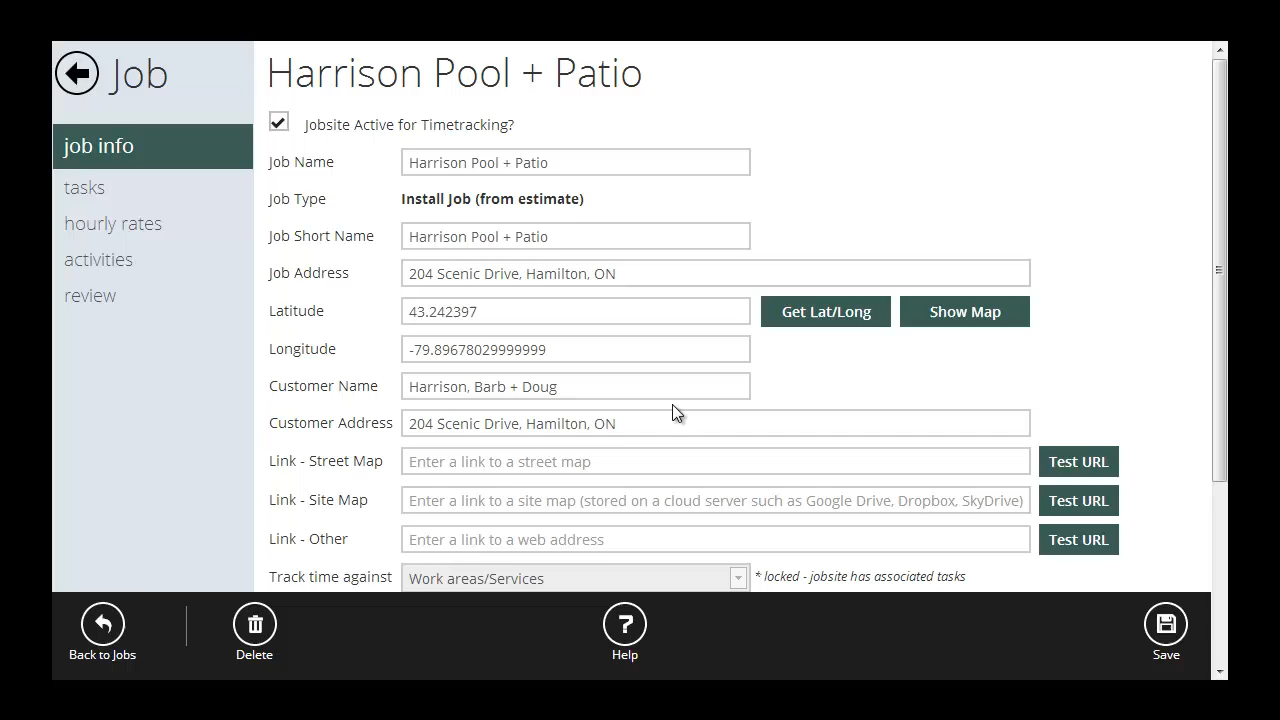 Job
Harrison Pool + Patio
job info
tasks
hourly rates
activities
review
Jobsite Active for Timetracking?
Job Name Harrison Pool + Patio
Job Type Install Job (from estimate)
Job Short Name Harrison Pool + Patio
Job Address 204 Scenic Drive, Hamilton, ON
Latitude 43.242397 Get Lat/Long Show Map
Longitude -79.89678029999999
Customer Name Harrison, Barb + Doug
Customer Address 204 Scenic Drive, Hamilton, ON
Link - Street Map Enter a link to a street map Test URL
Link - Site Map Enter a link to a site map (stored on a cloud server such as Google Drive, Dropbox, SkyDrive) Test URL
Link - Other Enter a link to a web address Test URL
Track time against Work areas/Services * locked - jobsite has associated tasks
Back to Jobs Delete Help Save